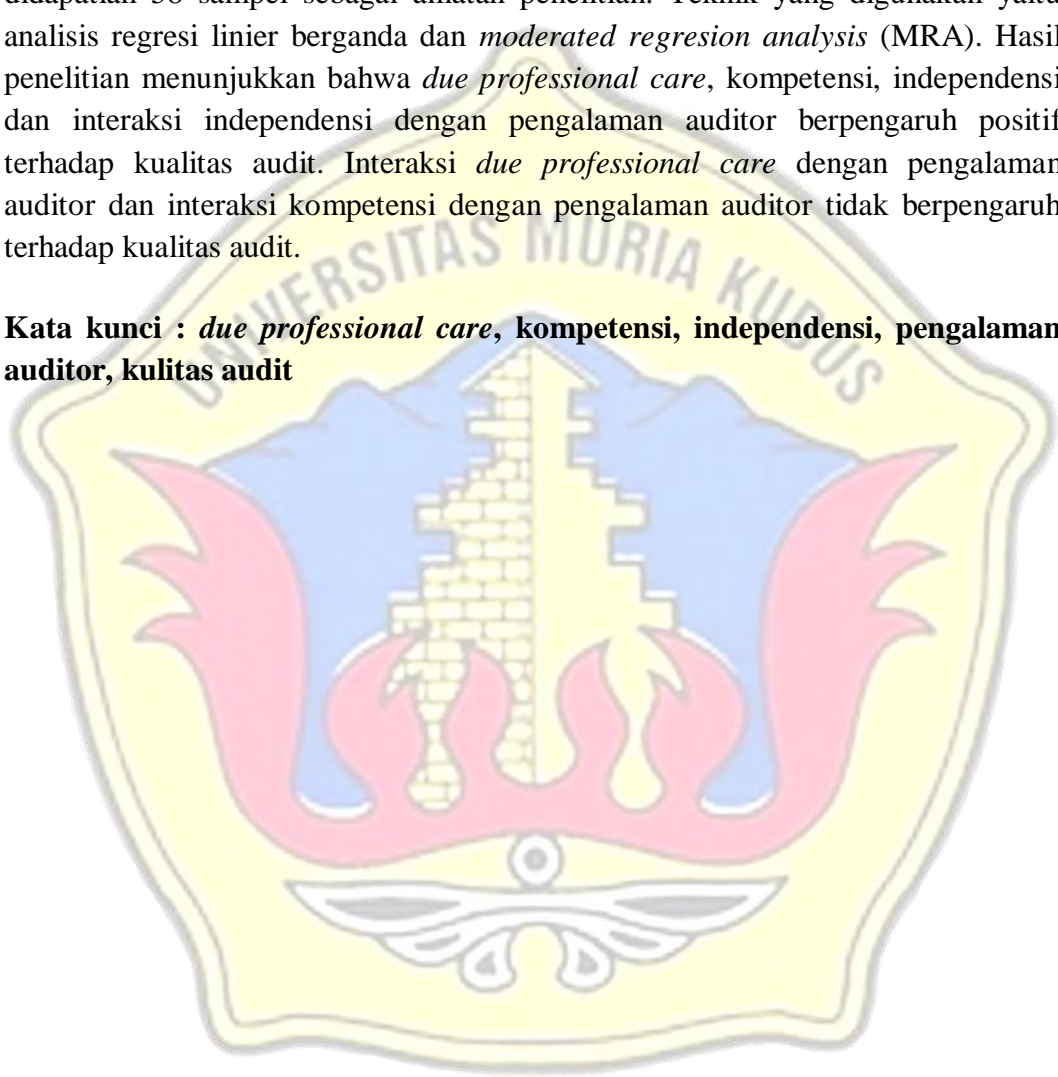 analisis regresi linier berganda dan moderated regresion analysis (MRA). Hasil
penelitian menunjukkan bahwa due professional care, kompetensi, independensi
dan interaksi independensi dengan pengalaman auditor berpengaruh positif
terhadap kualitas audit. Interaksi due professional care dengan pengalaman
auditor dan interaksi kompetensi dengan pengalaman auditor tidak berpengaruh
terhadap kualitas audit.
UNIVERSITAS MURIA KUDUS
Kata kunci : due professional care, kompetensi, independensi, pengalaman
auditor, kulitas audit